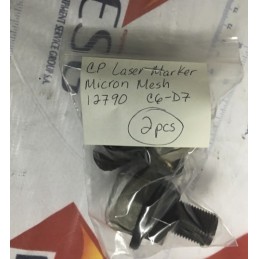 CP Laser Marker
Micron Mesh
12790 C6-D7
2pcs